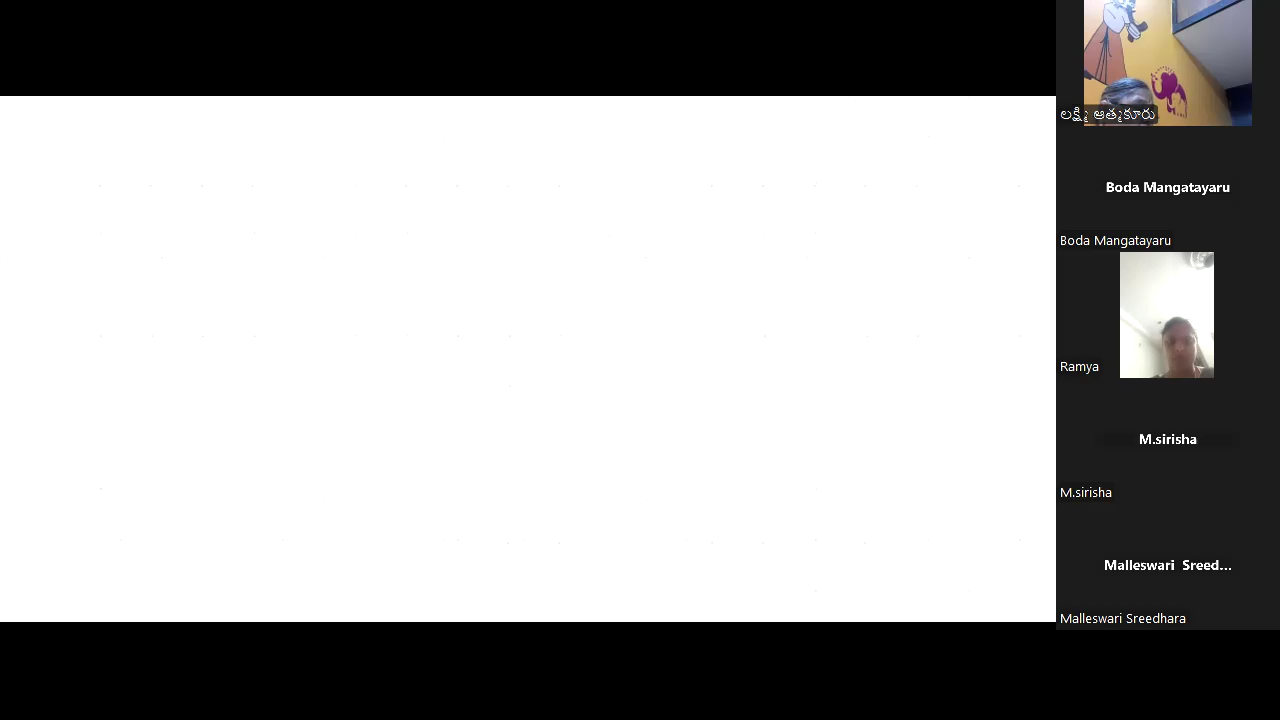 లక్ష్మి ఆత్మకూరు
Boda Mangatayaru
Boda Mangatayaru
Ramya
M.sirisha
M.sirisha
Malleswari Sreed...
Malleswari Sreedhara